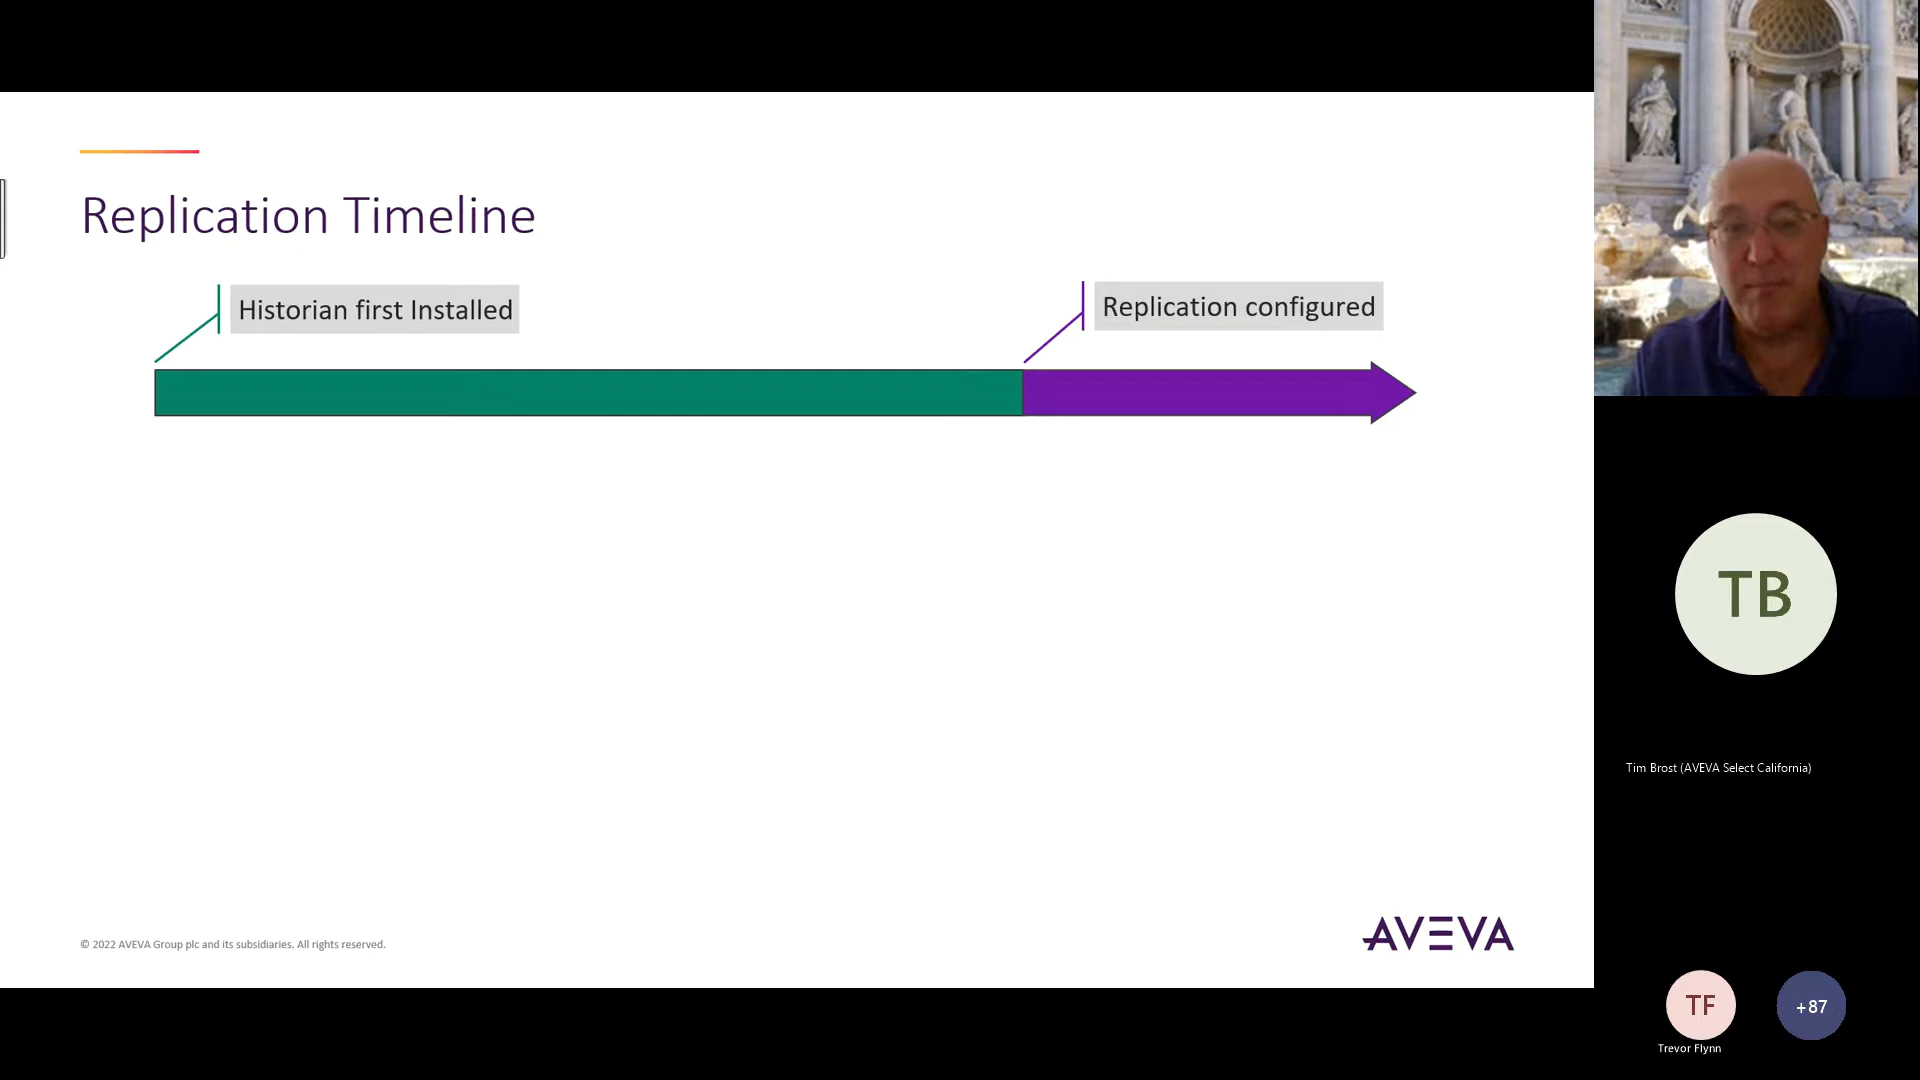 Replication Timeline
Historian first Installed
Replication configured
© 2022 AVEVA Group plc and its subsidiaries. All rights reserved.
AVEVA
TB
Tim Brost (AVEVA Select California)
TF
+87
Trevor Flynn